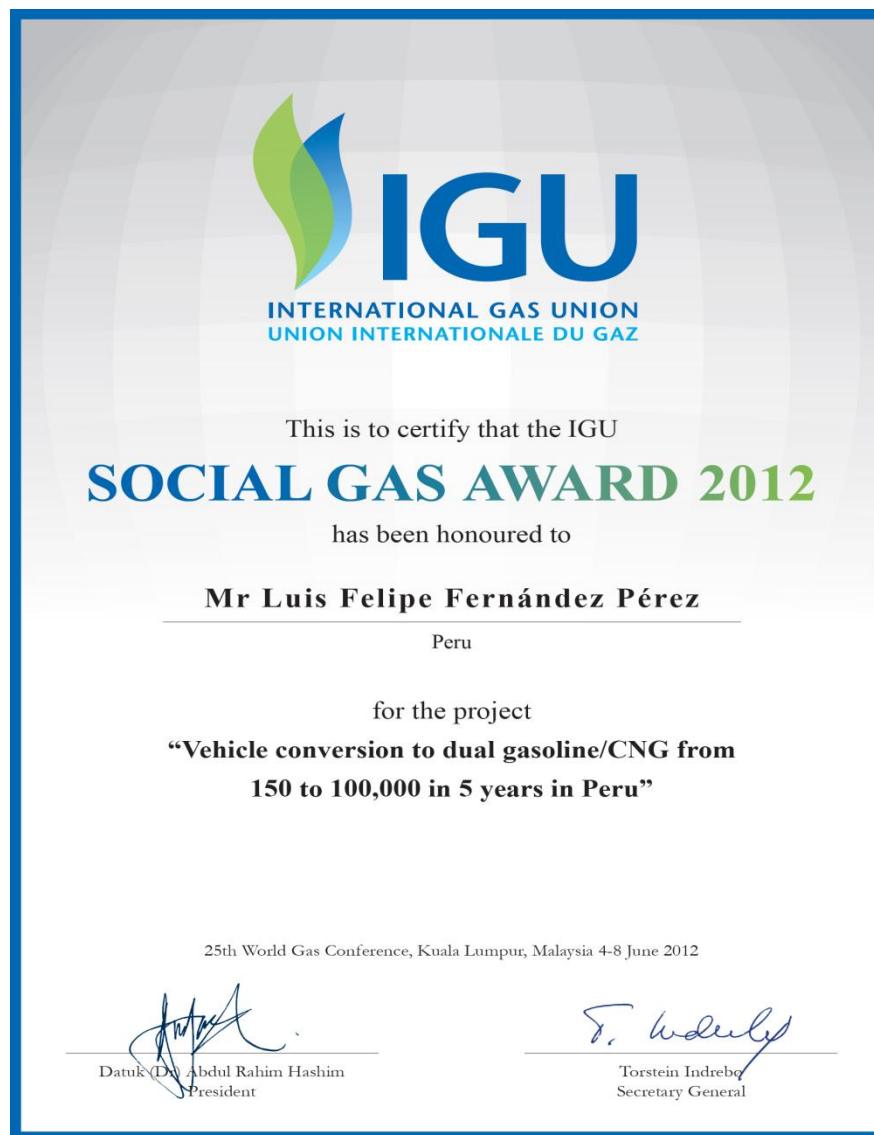 IGU
INTERNATIONAL GAS UNION
UNION INTERNATIONALE DU GAZ
This is to certify that the IGU
SOCIAL GAS AWARD 2012
has been honoured to
Mr Luis Felipe Fernández Pérez
Peru
for the project
“Vehicle conversion to dual gasoline/CNG from
150 to 100,000 in 5 years in Peru”
25th World Gas Conference, Kuala Lumpur, Malaysia 4-8 June 2012
T. Indrebø
Datuk (Dr) Abdul Rahim Hashim
President
Torstein Indrebø
Secretary General